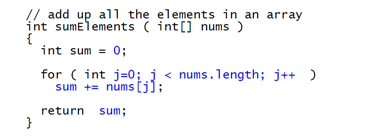 // add up all the elements in an array
int sumElements ( int[] nums )
{
int sum = 0;
for ( int j=0; j < nums.length; j++ )
sum += nums[j];
return sum;
}